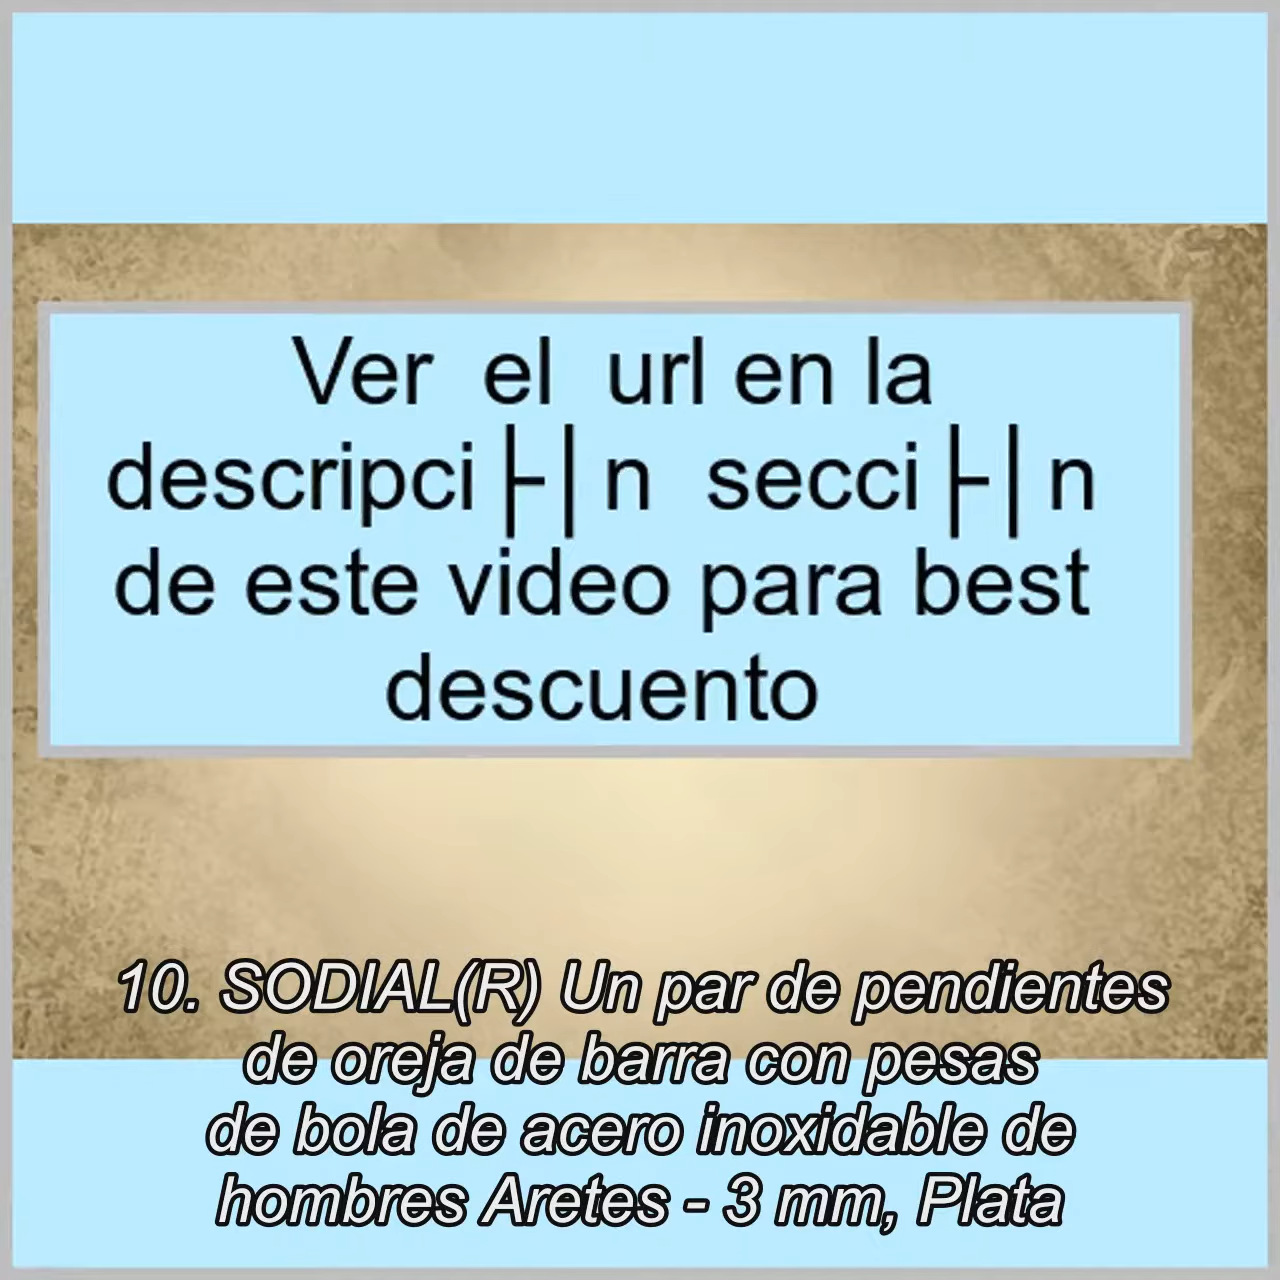 Ver el url en la
descripci├│n secci├│n
de este video para best
descuento
10. SODIAL(R) Un par de pendientes
de oreja de barra con pesas
de bola de acero inoxidable de
hombres Aretes - 3 mm, Plata